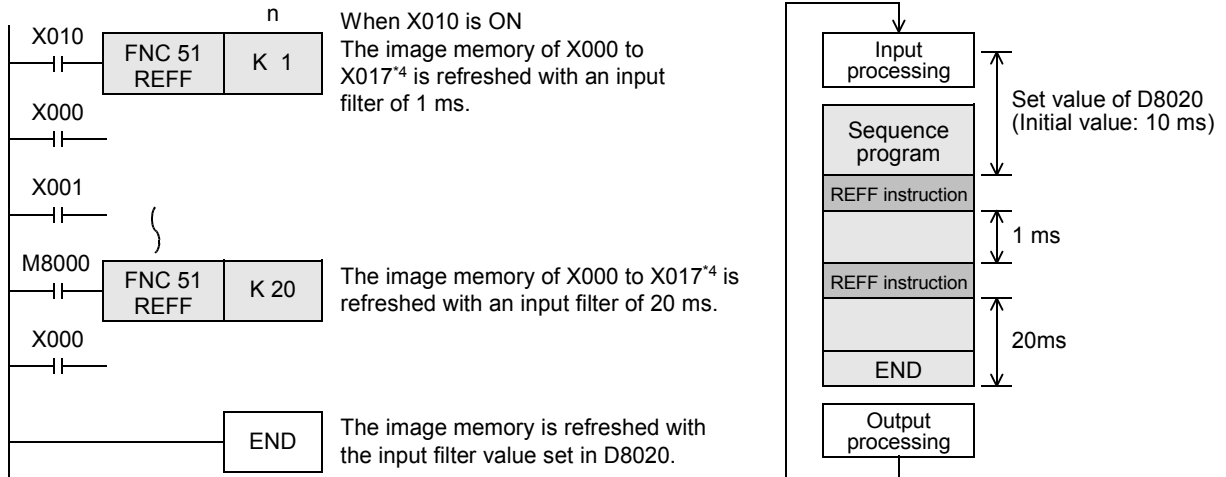 n
X010
FNC 51
REFF
K 1
When X010 is ON
The image memory of X000 to
X017*4 is refreshed with an input
filter of 1 ms.
X000
X001
M8000
FNC 51
REFF
K 20
The image memory of X000 to X017*4 is
refreshed with an input filter of 20 ms.
X000
END
The image memory is refreshed with
the input filter value set in D8020.
Input
processing
Set value of D8020
(Initial value: 10 ms)
Sequence
program
REFF instruction
1 ms
REFF instruction
20ms
END
Output
processing